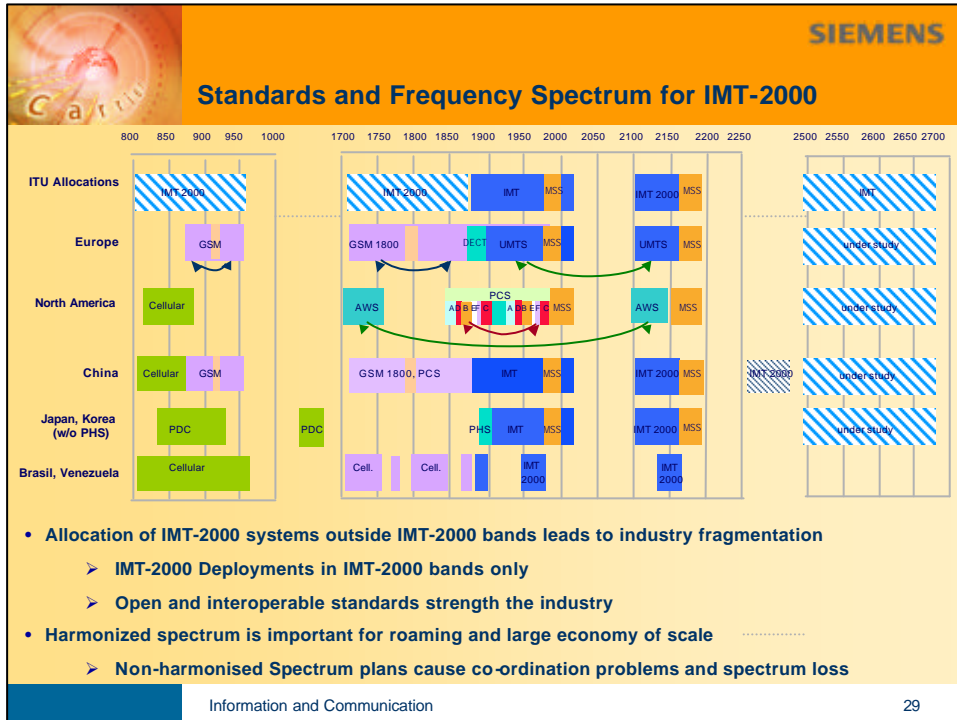 SIEMENS
Cartie
Standards and Frequency Spectrum for IMT-2000
800 850 900 950 1000 1700 1750 1800 1850 1900 1950 2000 2050 2100 2150 2200 2250 2500 2550 2600 2650 2700
ITU Allocations IMT 2000 IMT 2000 IMT MSS IMT 2000 MSS IMT
Europe GSM GSM 1800 DECT UMTS MSS UMTS MSS under study
PCS
North America Cellular AWS A D B E F C A D B E F C MSS AWS MSS under study
China Cellular GSM GSM 1800, PCS IMT MSS IMT 2000 MSS IMT 2000 under study
Japan, Korea
(w/o PHS) PDC PDC PHS IMT MSS IMT 2000 MSS under study
Brasil, Venezuela Cellular Cell. Cell. IMT 2000 IMT 2000
• Allocation of IMT-2000 systems outside IMT-2000 bands leads to industry fragmentation
➢ IMT-2000 Deployments in IMT-2000 bands only
➢ Open and interoperable standards strength the industry
• Harmonized spectrum is important for roaming and large economy of scale
➢ Non-harmonised Spectrum plans cause co-ordination problems and spectrum loss
Information and Communication 29